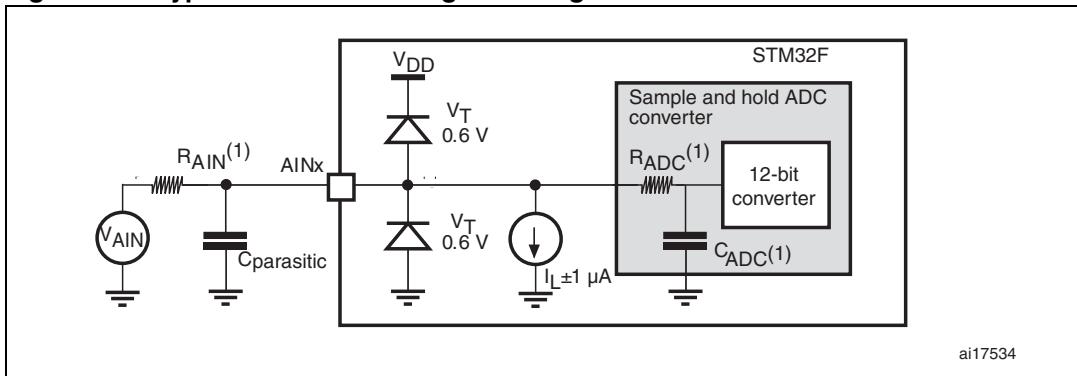 STM32F
VDD
Sample and hold ADC
converter
VT
0.6 V
RAIN(1)
AINx
RADC(1)
12-bit
converter
VAIN
Cparasitic
VT
0.6 V
IL±1 µA
CADC(1)
ai17534